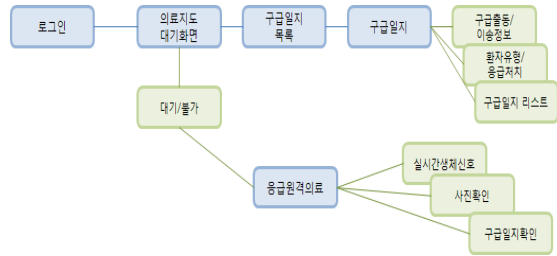 로그인
의료지도
대기화면
구급일지
목록
구급일지
구급출동/
이송정보
환자유형/
응급처치
구급일지 리스트
대기/불가
응급원격의료
실시간생체신호
사진확인
구급일지확인